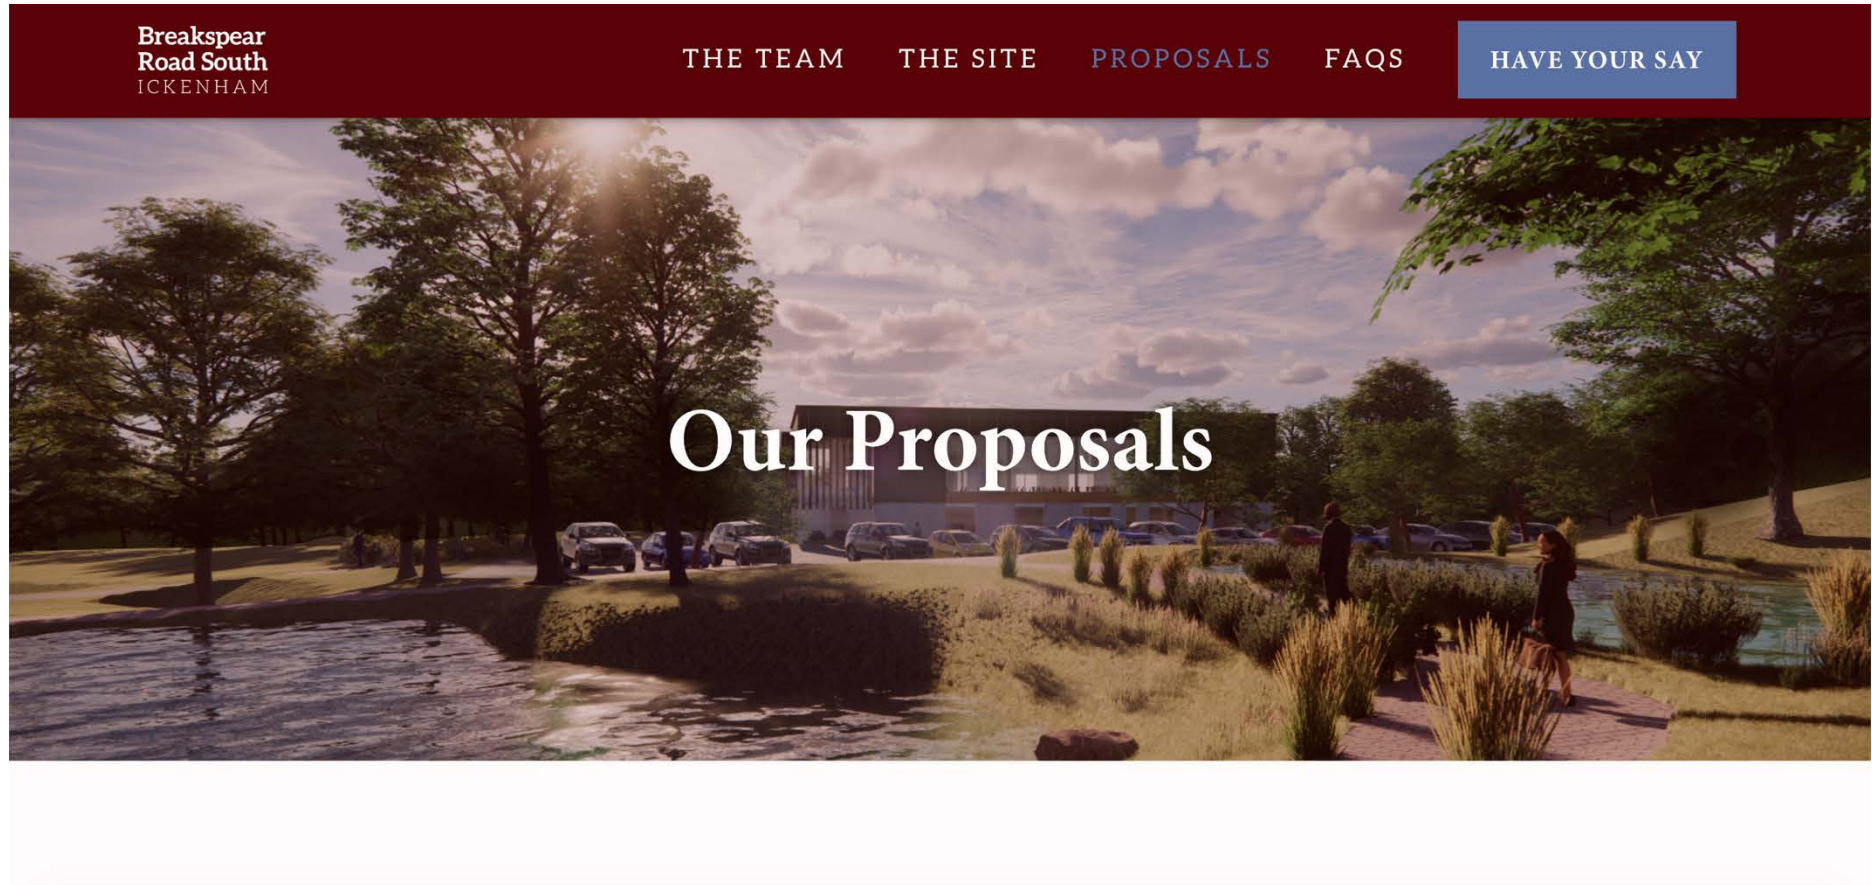 Breakspear
Road South
ICKENHAM
THE TEAM THE SITE PROPOSALS FAQS HAVE YOUR SAY
Our Proposals